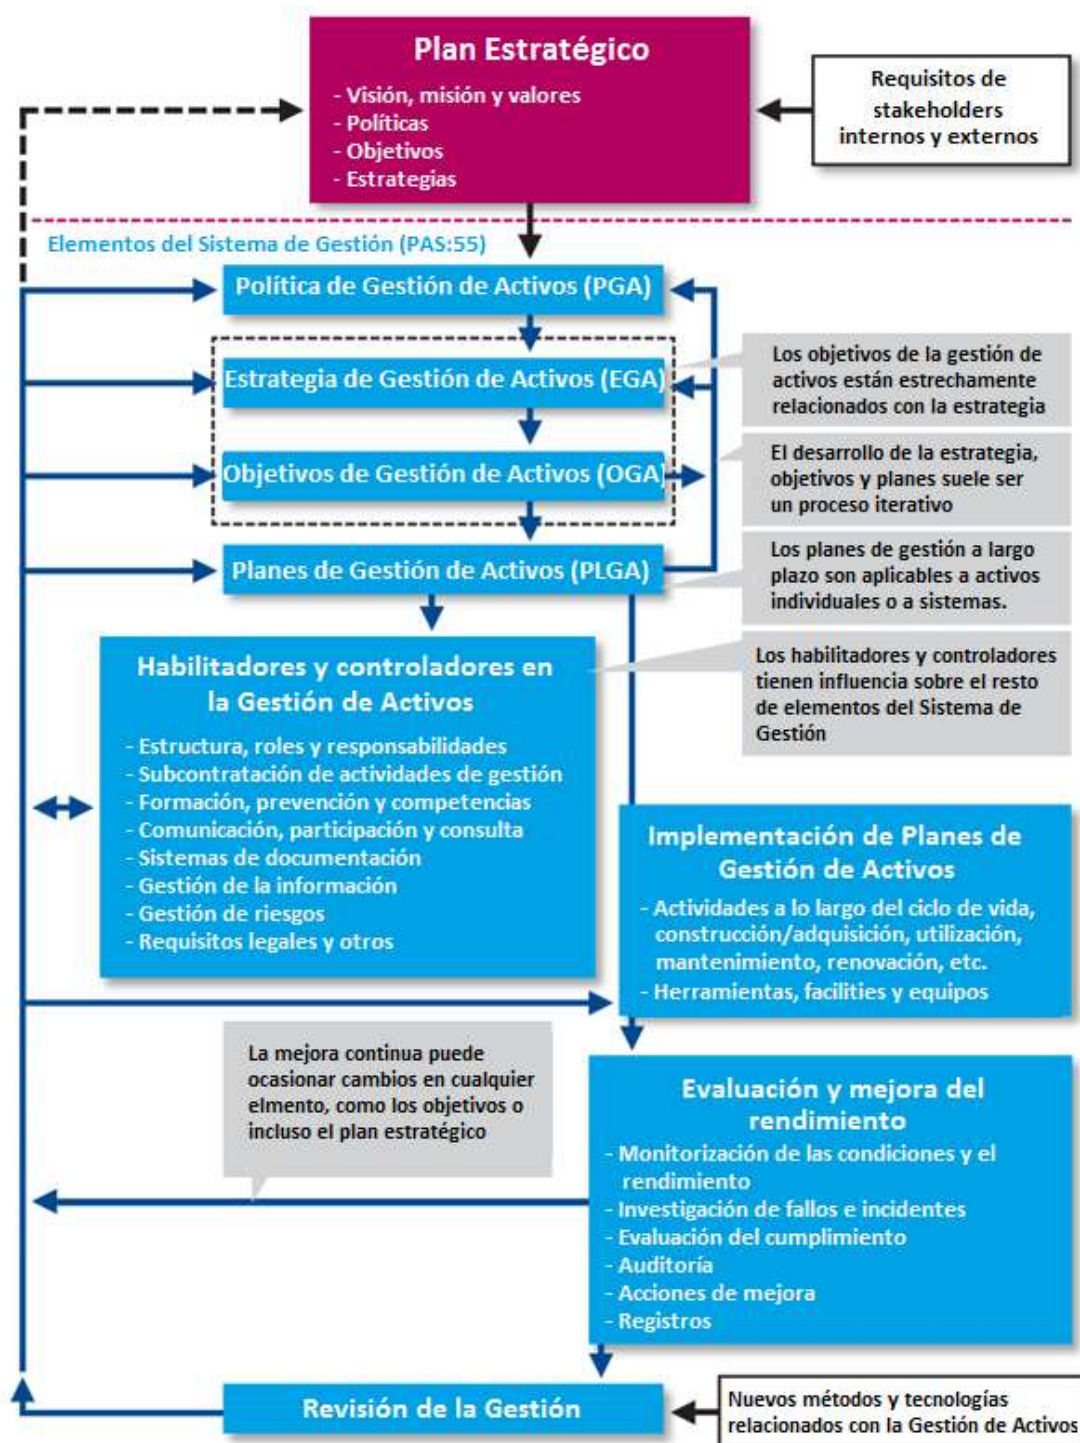 Plan Estratégico
- Visión, misión y valores
- Políticas
- Objetivos
- Estrategias
Requisitos de
stakeholders
internos y externos
Elementos del Sistema de Gestión (PAS:55)
Política de Gestión de Activos (PGA)
Estrategia de Gestión de Activos (EGA)
Los objetivos de la gestión de
activos están estrechamente
relacionados con la estrategia
Objetivos de Gestión de Activos (OGA)
El desarrollo de la estrategia,
objetivos y planes suele ser
un proceso iterativo
Planes de Gestión de Activos (PLGA)
Los planes de gestión a largo
plazo son aplicables a activos
individuales o a sistemas.
Habilitadores y controladores en
la Gestión de Activos
- Estructura, roles y responsabilidades
- Subcontratación de actividades de gestión
- Formación, prevención y competencias
- Comunicación, participación y consulta
- Sistemas de documentación
- Gestión de la información
- Gestión de riesgos
- Requisitos legales y otros
Los habilitadores y controladores
tienen influencia sobre el resto
de elementos del Sistema de
Gestión
Implementación de Planes de
Gestión de Activos
- Actividades a lo largo del ciclo de vida,
construcción/adquisición, utilización,
mantenimiento, renovación, etc.
- Herramientas, facilities y equipos
La mejora continua puede
ocasionar cambios en cualquier
elmento, como los objetivos o
incluso el plan estratégico
Evaluación y mejora del
rendimiento
- Monitorización de las condiciones y el
rendimiento
- Investigación de fallos e incidentes
- Evaluación del cumplimiento
- Auditoría
- Acciones de mejora
- Registros
Revisión de la Gestión
Nuevos métodos y tecnologías
relacionados con la Gestión de Activos